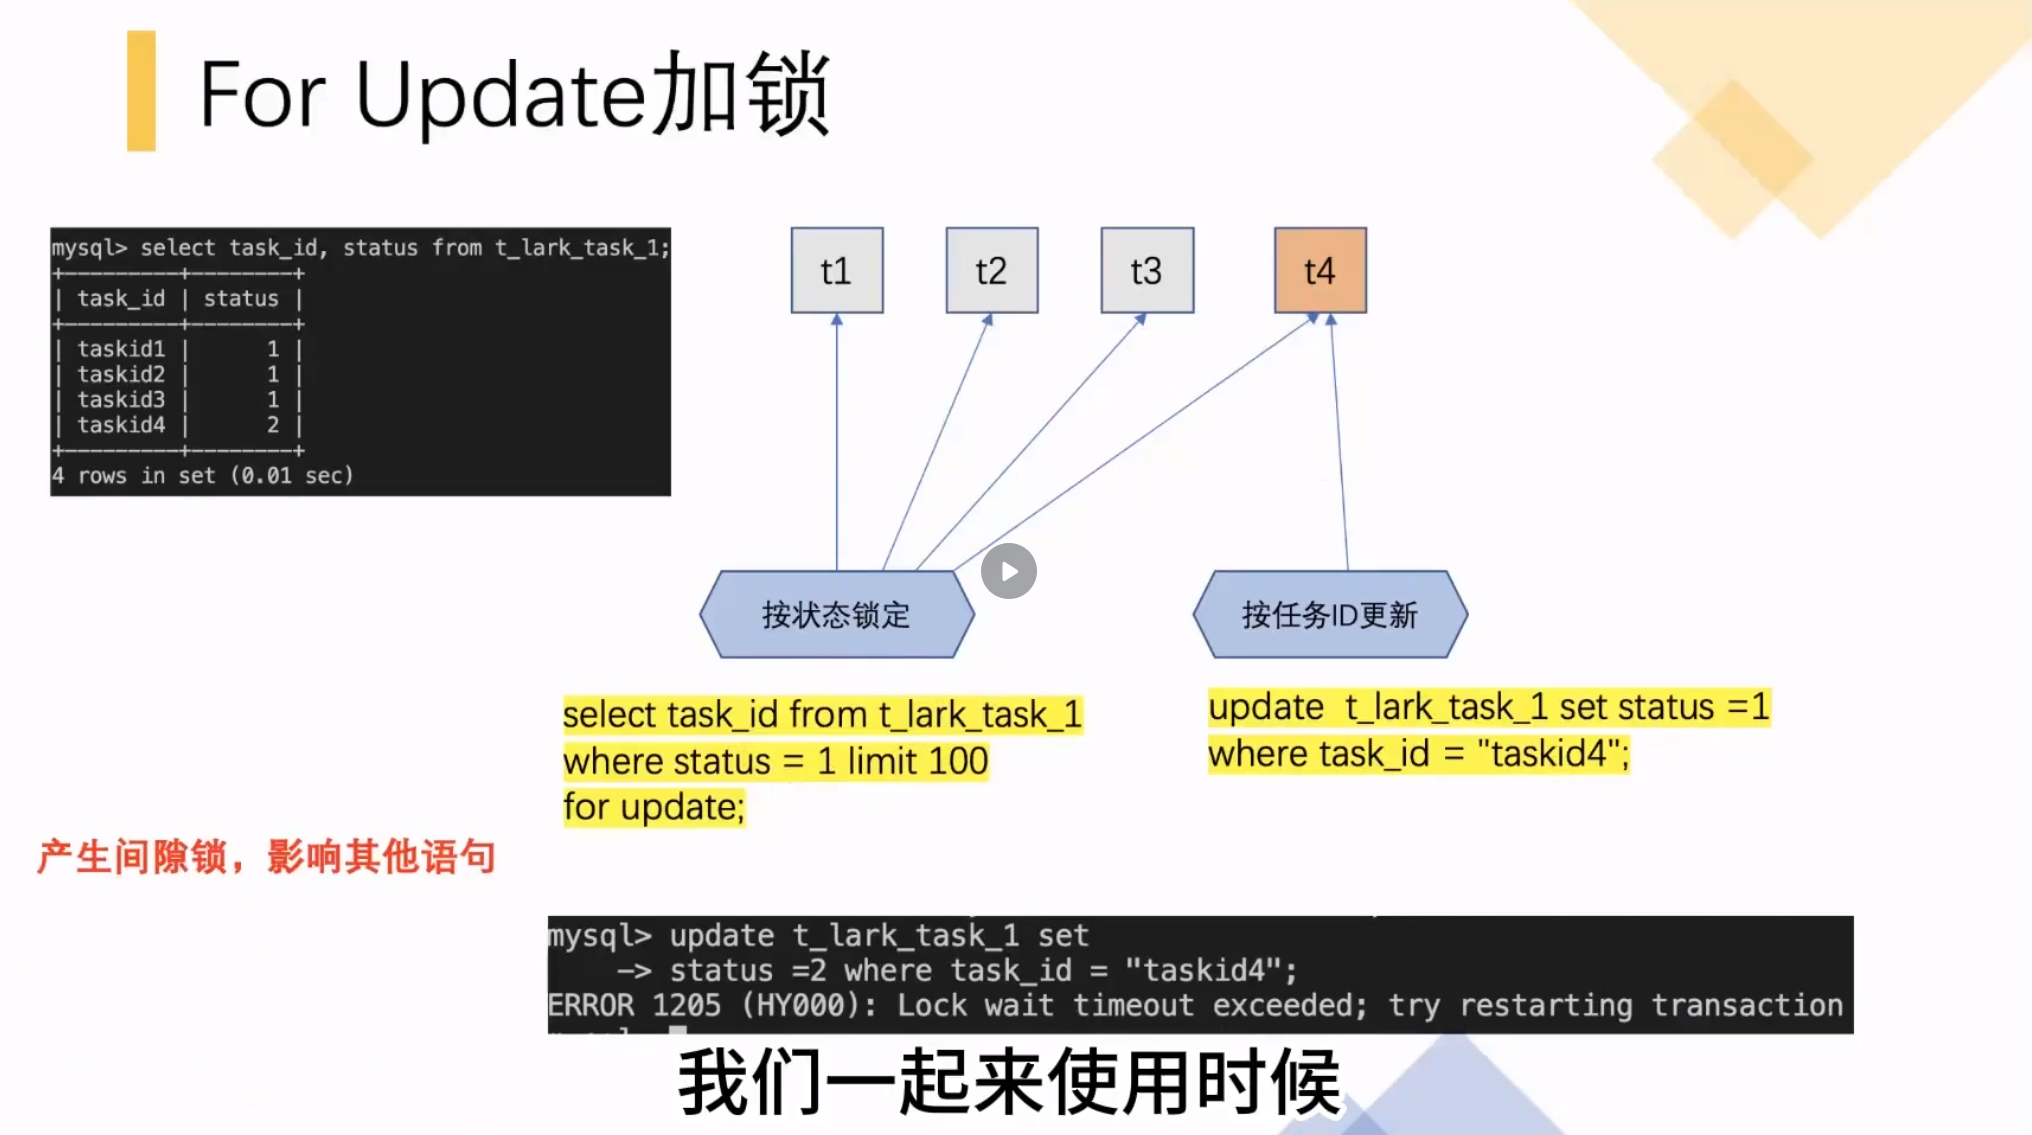 For Update加锁
mysql> select task_id, status from t_lark_task_1;
+---------+--------+
| task_id | status |
+---------+--------+
| taskid1 | 1 |
| taskid2 | 1 |
| taskid3 | 1 |
| taskid4 | 2 |
+---------+--------+
4 rows in set (0.01 sec)
t1
t2
t3
t4
按状态锁定
按任务ID更新
select task_id from t_lark_task_1
where status = 1 limit 100
for update;
update t_lark_task_1 set status =1
where task_id = "taskid4";
产生间隙锁，影响其他语句
mysql> update t_lark_task_1 set
-> status =2 where task_id = "taskid4";
ERROR 1205 (HY000): Lock wait timeout exceeded; try restarting transaction
我们一起来使用时候